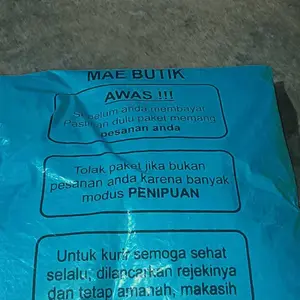 MAE BUTIK
AWAS !!!
Sebelum anda membayar
Pastikan dulu paket memang
pesanan anda
Tolak paket jika bukan
pesanan anda karena banyak
modus PENIPUAN
Untuk kurir semoga sehat
selalu, dilancarkan rejekinya
dan tetap amanah, makasih